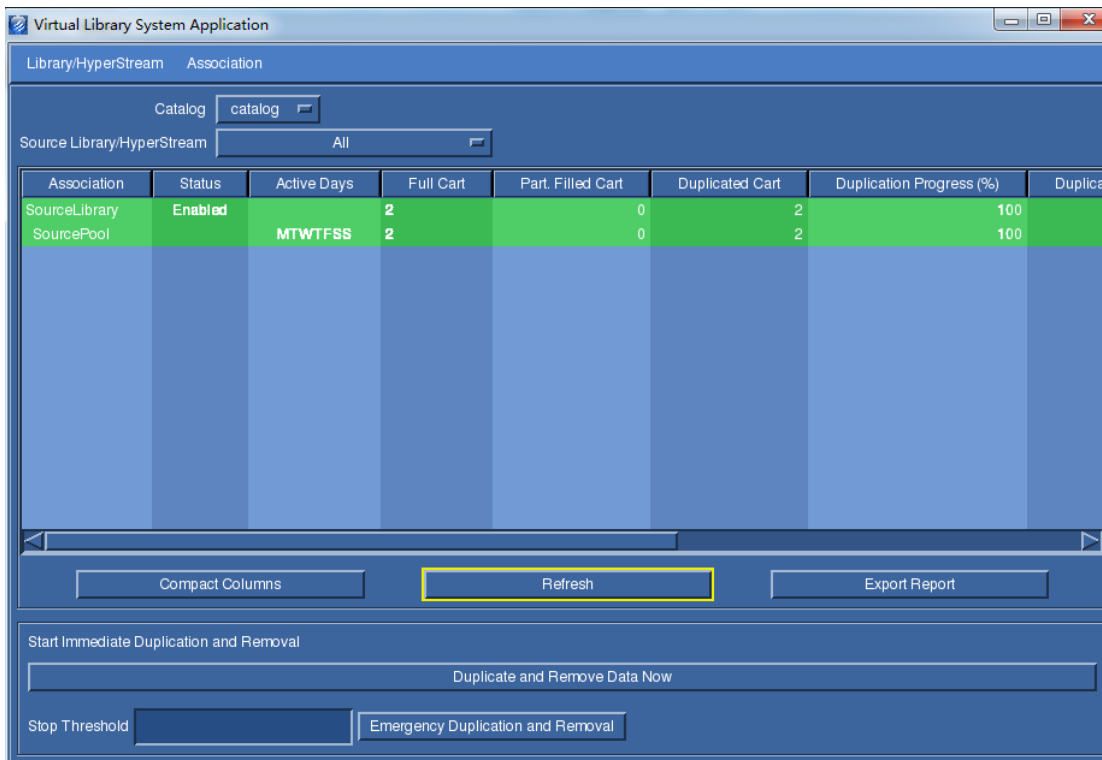 Virtual Library System Application
Library/HyperStream Association
Catalog catalog
Source Library/HyperStream All
Association Status Active Days Full Cart Part. Filled Cart Duplicated Cart Duplication Progress (%) Duplica
SourceLibrary Enabled 2 0 2 100
SourcePool MTWTFSS 2 0 2 100
Compact Columns Refresh Export Report
Start Immediate Duplication and Removal
Duplicate and Remove Data Now
Stop Threshold Emergency Duplication and Removal